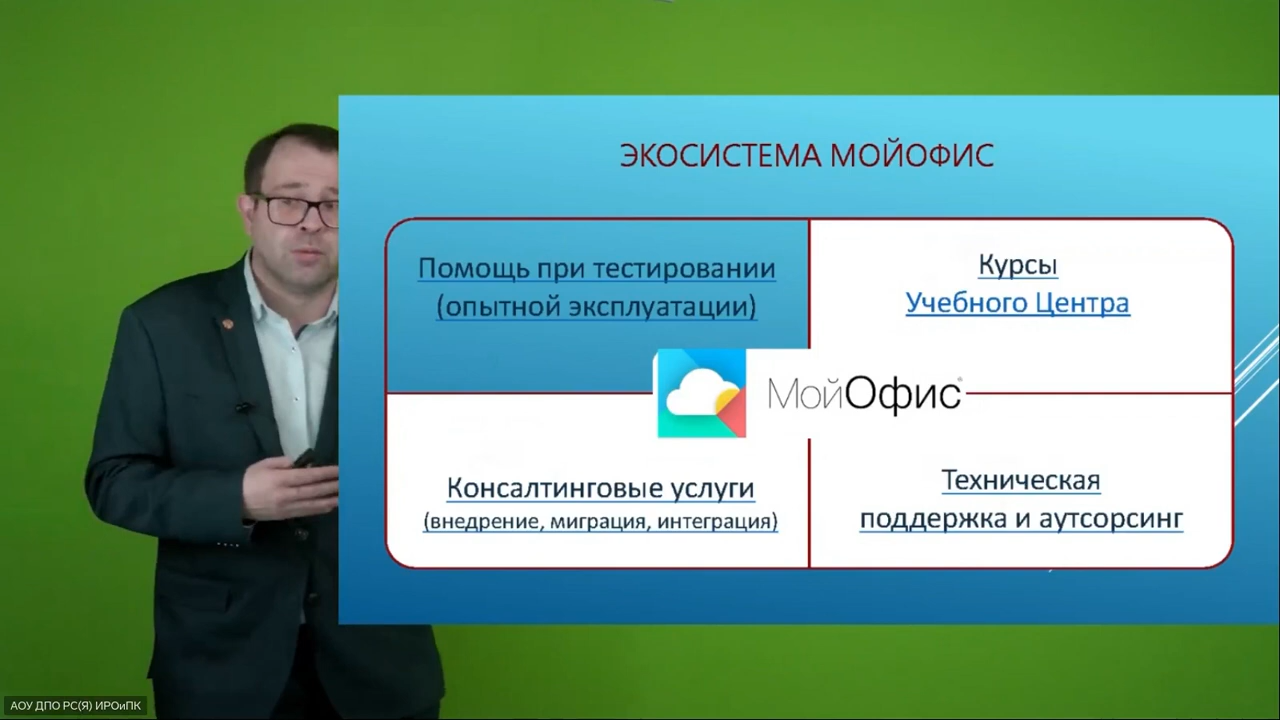 ЭКОСИСТЕМА МОЙОФИС
Помощь при тестировании
(опытной эксплуатации)
Курсы
Учебного Центра
МойОфис
Консалтинговые услуги
(внедрение, миграция, интеграция)
Техническая
поддержка и аутсорсинг
АОУ ДПО РС(Я) ИРОиПК